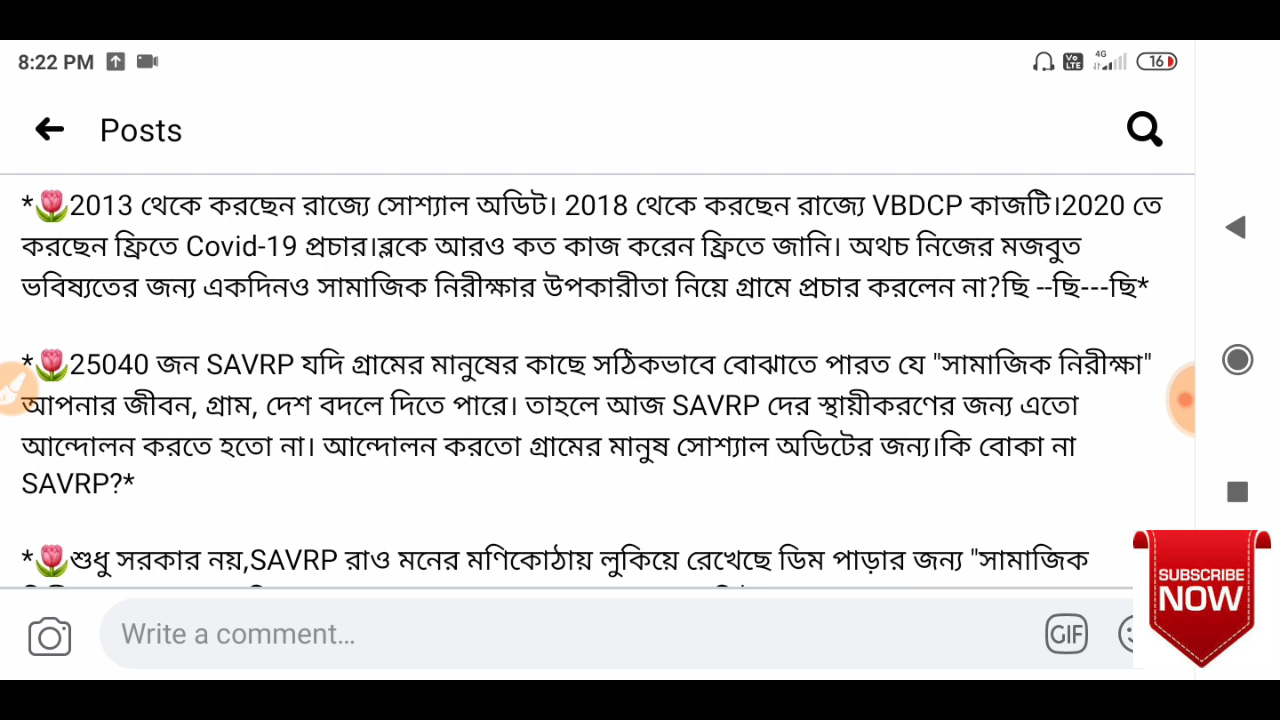 8:22 PM
4G
Vo LTE
16
Posts
*🌷2013 থেকে করছেন রাজ্যে সোশ্যাল অডিট। 2018 থেকে করছেন রাজ্যে VBDCP কাজটি।2020 তে
করছেন ফ্রিতে Covid-19 প্রচার।ব্লকে আরও কত কাজ করেন ফ্রিতে জানি। অথচ নিজের মজবুত
ভবিষ্যতের জন্য একদিনও সামাজিক নিরীক্ষার উপকারীতা নিয়ে গ্রামে প্রচার করলেন না?ছি --ছি---ছি*
*🌷25040 জন SAVRP যদি গ্রামের মানুষের কাছে সঠিকভাবে বোঝাতে পারত যে "সামাজিক নিরীক্ষা"
আপনার জীবন, গ্রাম, দেশ বদলে দিতে পারে। তাহলে আজ SAVRP দের স্থায়ীকরণের জন্য এতো
আন্দোলন করতে হতো না। আন্দোলন করতো গ্রামের মানুষ সোশ্যাল অডিটের জন্য।কি বোকা না
SAVRP?*
*🌷শুধু সরকার নয়,SAVRP রাও মনের মণিকোঠায় লুকিয়ে রেখেছে ডিম পাড়ার জন্য "সামাজিক
Write a comment...
GIF
SUBSCRIBE
NOW